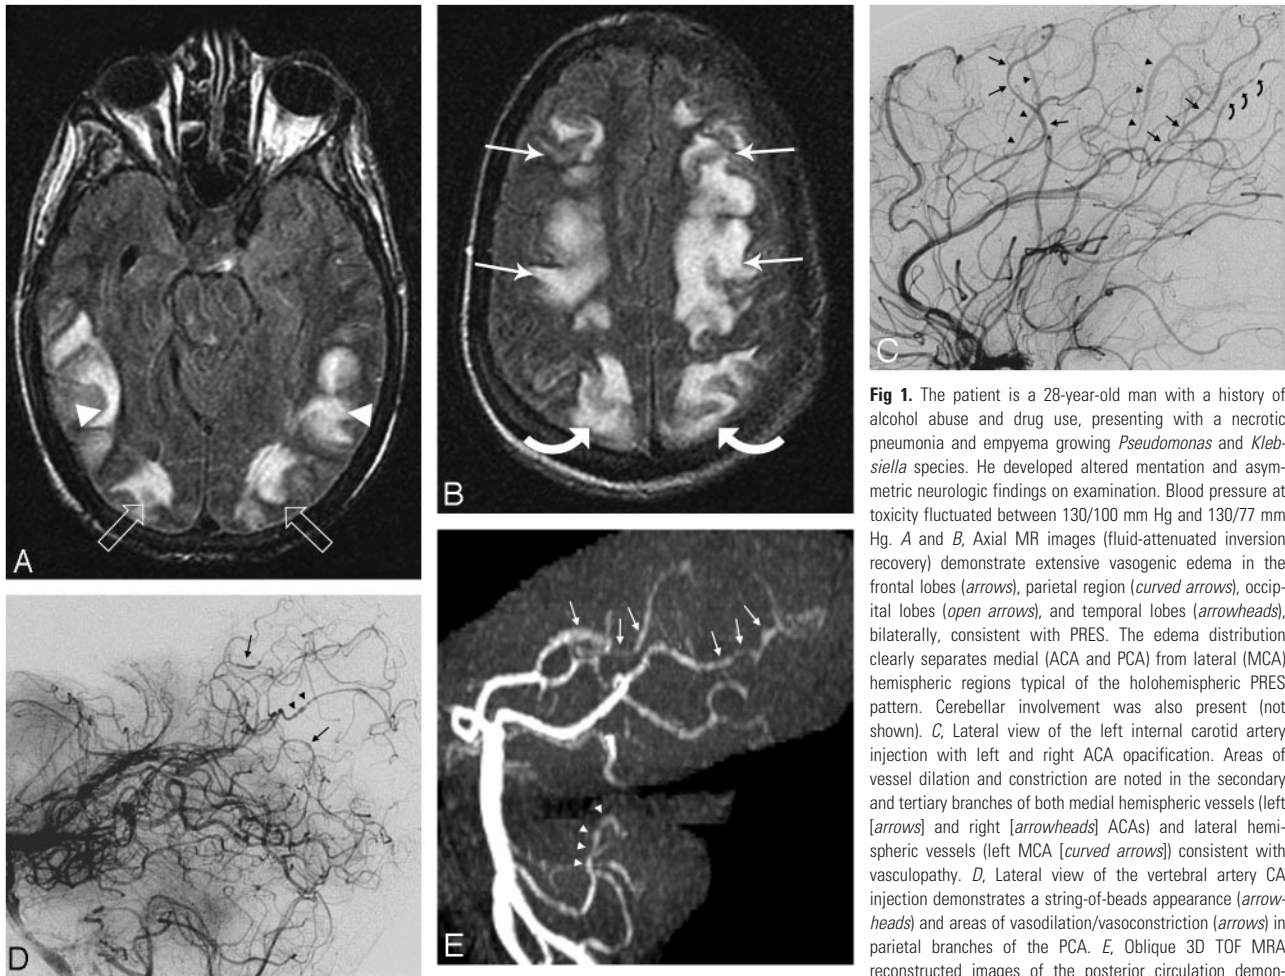 A
B
C
D
E
Fig 1. The patient is a 28-year-old man with a history of
alcohol abuse and drug use, presenting with a necrotic
pneumonia and empyema growing Pseudomonas and Kleb-
siella species. He developed altered mentation and asym-
metric neurologic findings on examination. Blood pressure at
toxicity fluctuated between 130/100 mm Hg and 130/77 mm
Hg. A and B, Axial MR images (fluid-attenuated inversion
recovery) demonstrate extensive vasogenic edema in the
frontal lobes (arrows), parietal region (curved arrows), occip-
ital lobes (open arrows), and temporal lobes (arrowheads),
bilaterally, consistent with PRES. The edema distribution
clearly separates medial (ACA and PCA) from lateral (MCA)
hemispheric regions typical of the holohemispheric PRES
pattern. Cerebellar involvement was also present (not
shown). C, Lateral view of the left internal carotid artery
injection with left and right ACA opacification. Areas of
vessel dilation and constriction are noted in the secondary
and tertiary branches of both medial hemispheric vessels (left
[arrows] and right [arrowheads] ACAs) and lateral hemi-
spheric vessels (left MCA [curved arrows]) consistent with
vasculopathy. D, Lateral view of the vertebral artery CA
injection demonstrates a string-of-beads appearance (arrow-
heads) and areas of vasodilation/vasoconstriction (arrows) in
parietal branches of the PCA. E, Oblique 3D TOF MRA
reconstructed images of the posterior circulation demon-